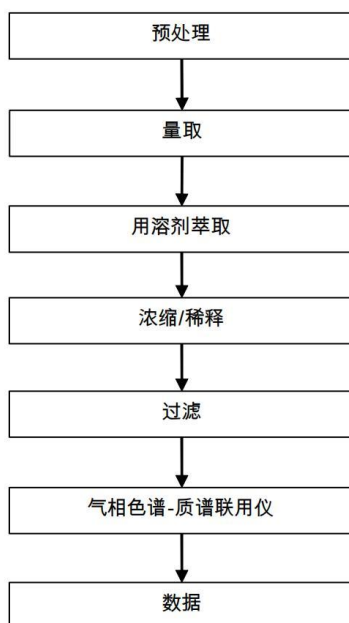 预处理
量取
用溶剂萃取
浓缩/稀释
过滤
气相色谱-质谱联用仪
数据